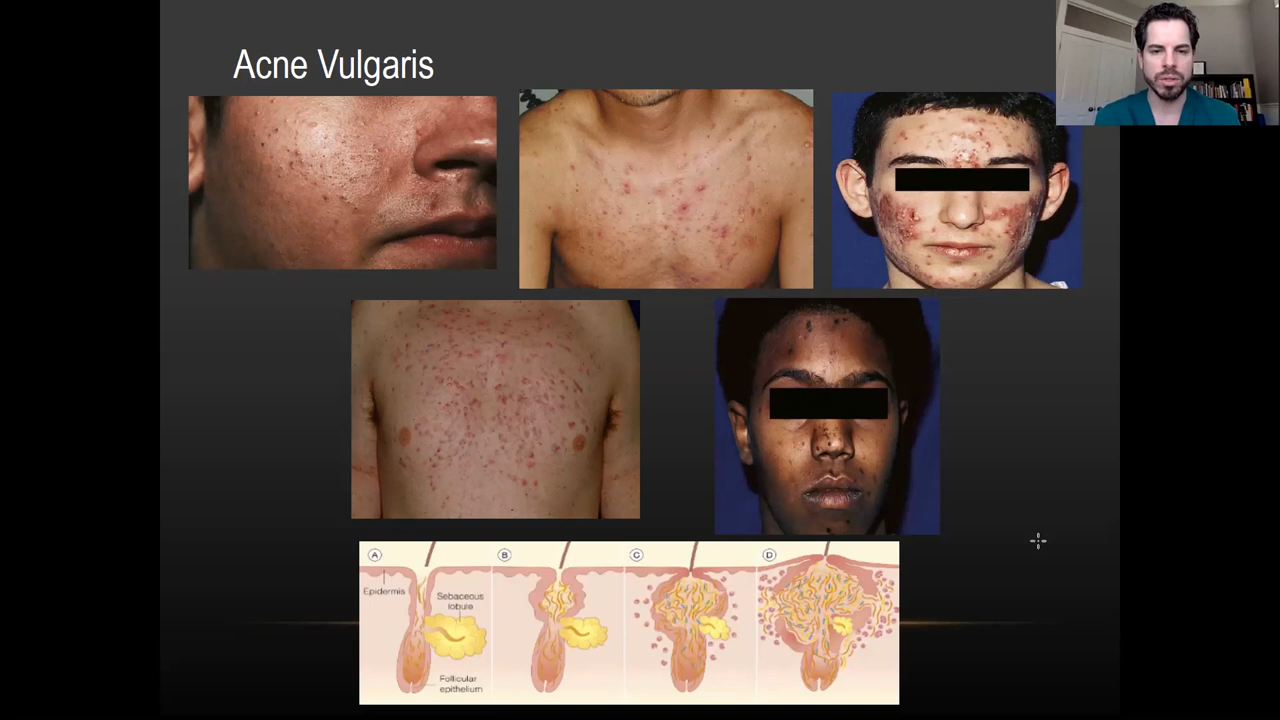 Acne Vulgaris
A
B
C
D
Epidermis
Sebaceous
lobule
Follicular
epithelium